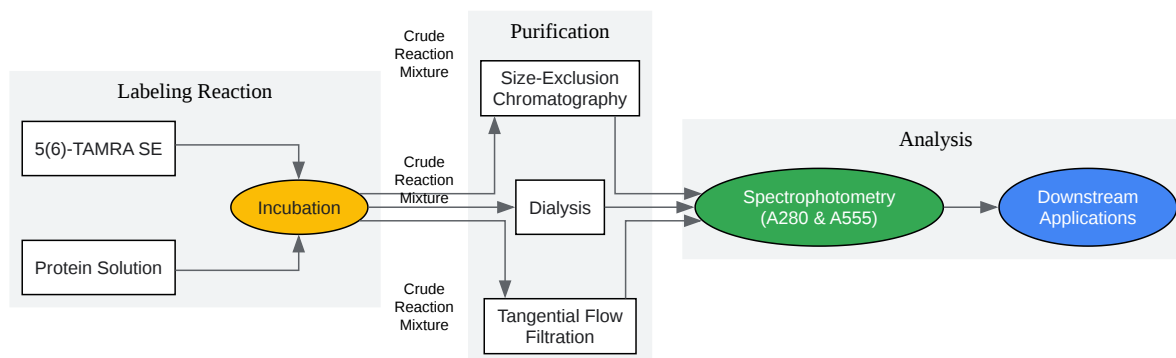 Labeling Reaction
5(6)-TAMRA SE
Protein Solution
Incubation
Crude
Reaction
Mixture
Crude
Reaction
Mixture
Crude
Reaction
Mixture
Purification
Size-Exclusion
Chromatography
Dialysis
Tangential Flow
Filtration
Analysis
Spectrophotometry
(A280 & A555)
Downstream
Applications